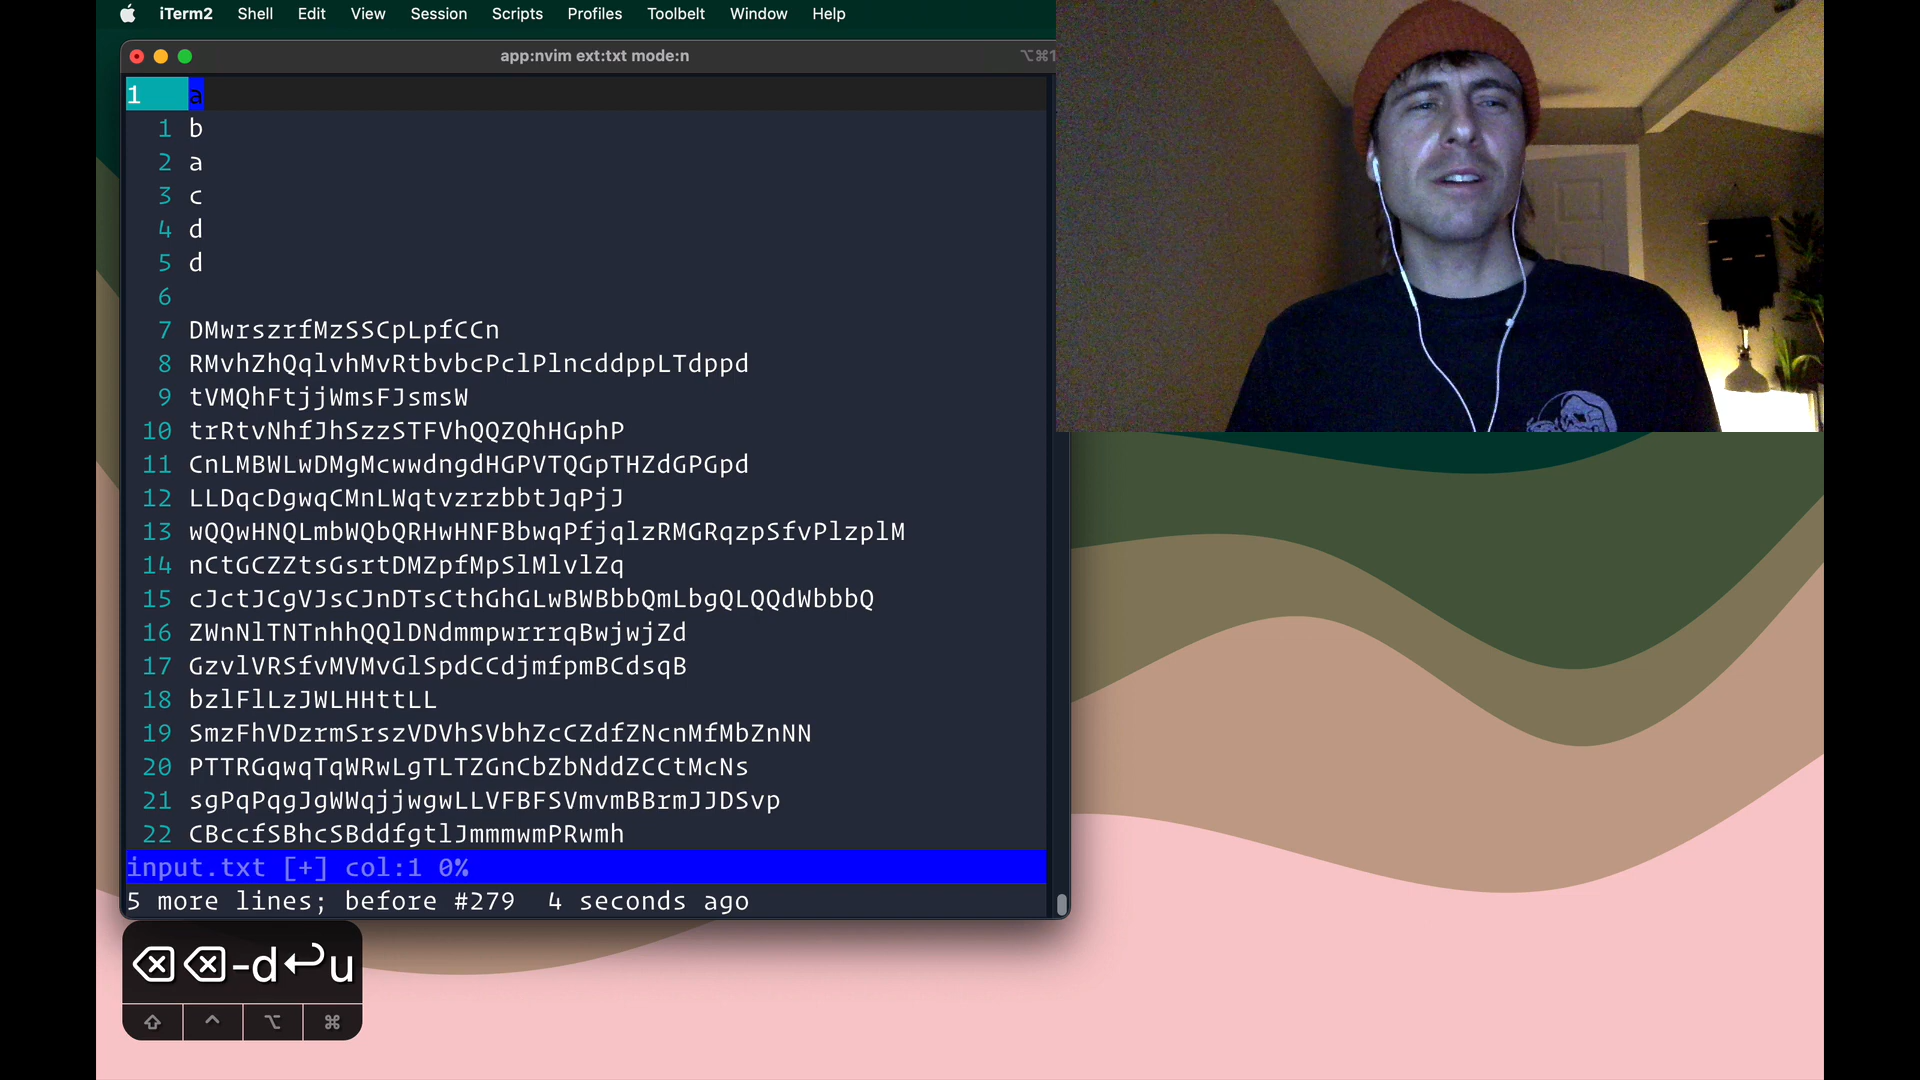 iTerm2 Shell Edit View Session Scripts Profiles Toolbelt Window Help
app:nvim ext:txt mode:n ⌥⌘1
1 a
1 b
2 a
3 c
4 d
5 d
6
7 DMwrszrfMzSSCpLpfCCn
8 RMvhZhQqlvhMvRtbvbcPclPlncddppLTdppd
9 tVMQhFtjjWmsFJsmsW
10 trRtvNhfJhSzzSTFVhQQZQhHGphP
11 CnLMBWLwDMgMcwwdngdHGPVTQGpTHZdGPGpd
12 LLDqcDgwqCMnLWqtvzrzbbtJqPjJ
13 wQQwHNQLmbWQbQRHwHNFBbwqPfjqlzRMGRqzpSfvPlzplM
14 nCtGCZZtsGsrtDMZpfMpSlMlvlZq
15 cJctJCgVJsCJnDTsCthGhGLwBWBbbQmLbgQLQQdWbbbQ
16 ZWnNlTNTnhhQQlDNdmmpwrrrqBwjwjZd
17 GzvlVRSfvMVMvGlSpdCCdjmfpmBCdsqB
18 bzlFlLzJWLHHttLL
19 SmzFhVDzrmSrszVDVhSVbhZcCZdfZNcnMfMbZnNN
20 PTTRGqwqTqWRwLgTLTZGnCbZbNddZCCtMcNs
21 sgPqPqgJgWWqjjwgwLLVFBFSVmvmBBrmJJDSvp
22 CBccfSBhcSBddfgtlJmmmwmPRwmh
input.txt [+] col:1 0%
5 more lines; before #279 4 seconds ago
⌫⌫-d↩u
⇧ ^ ⌥ ⌘